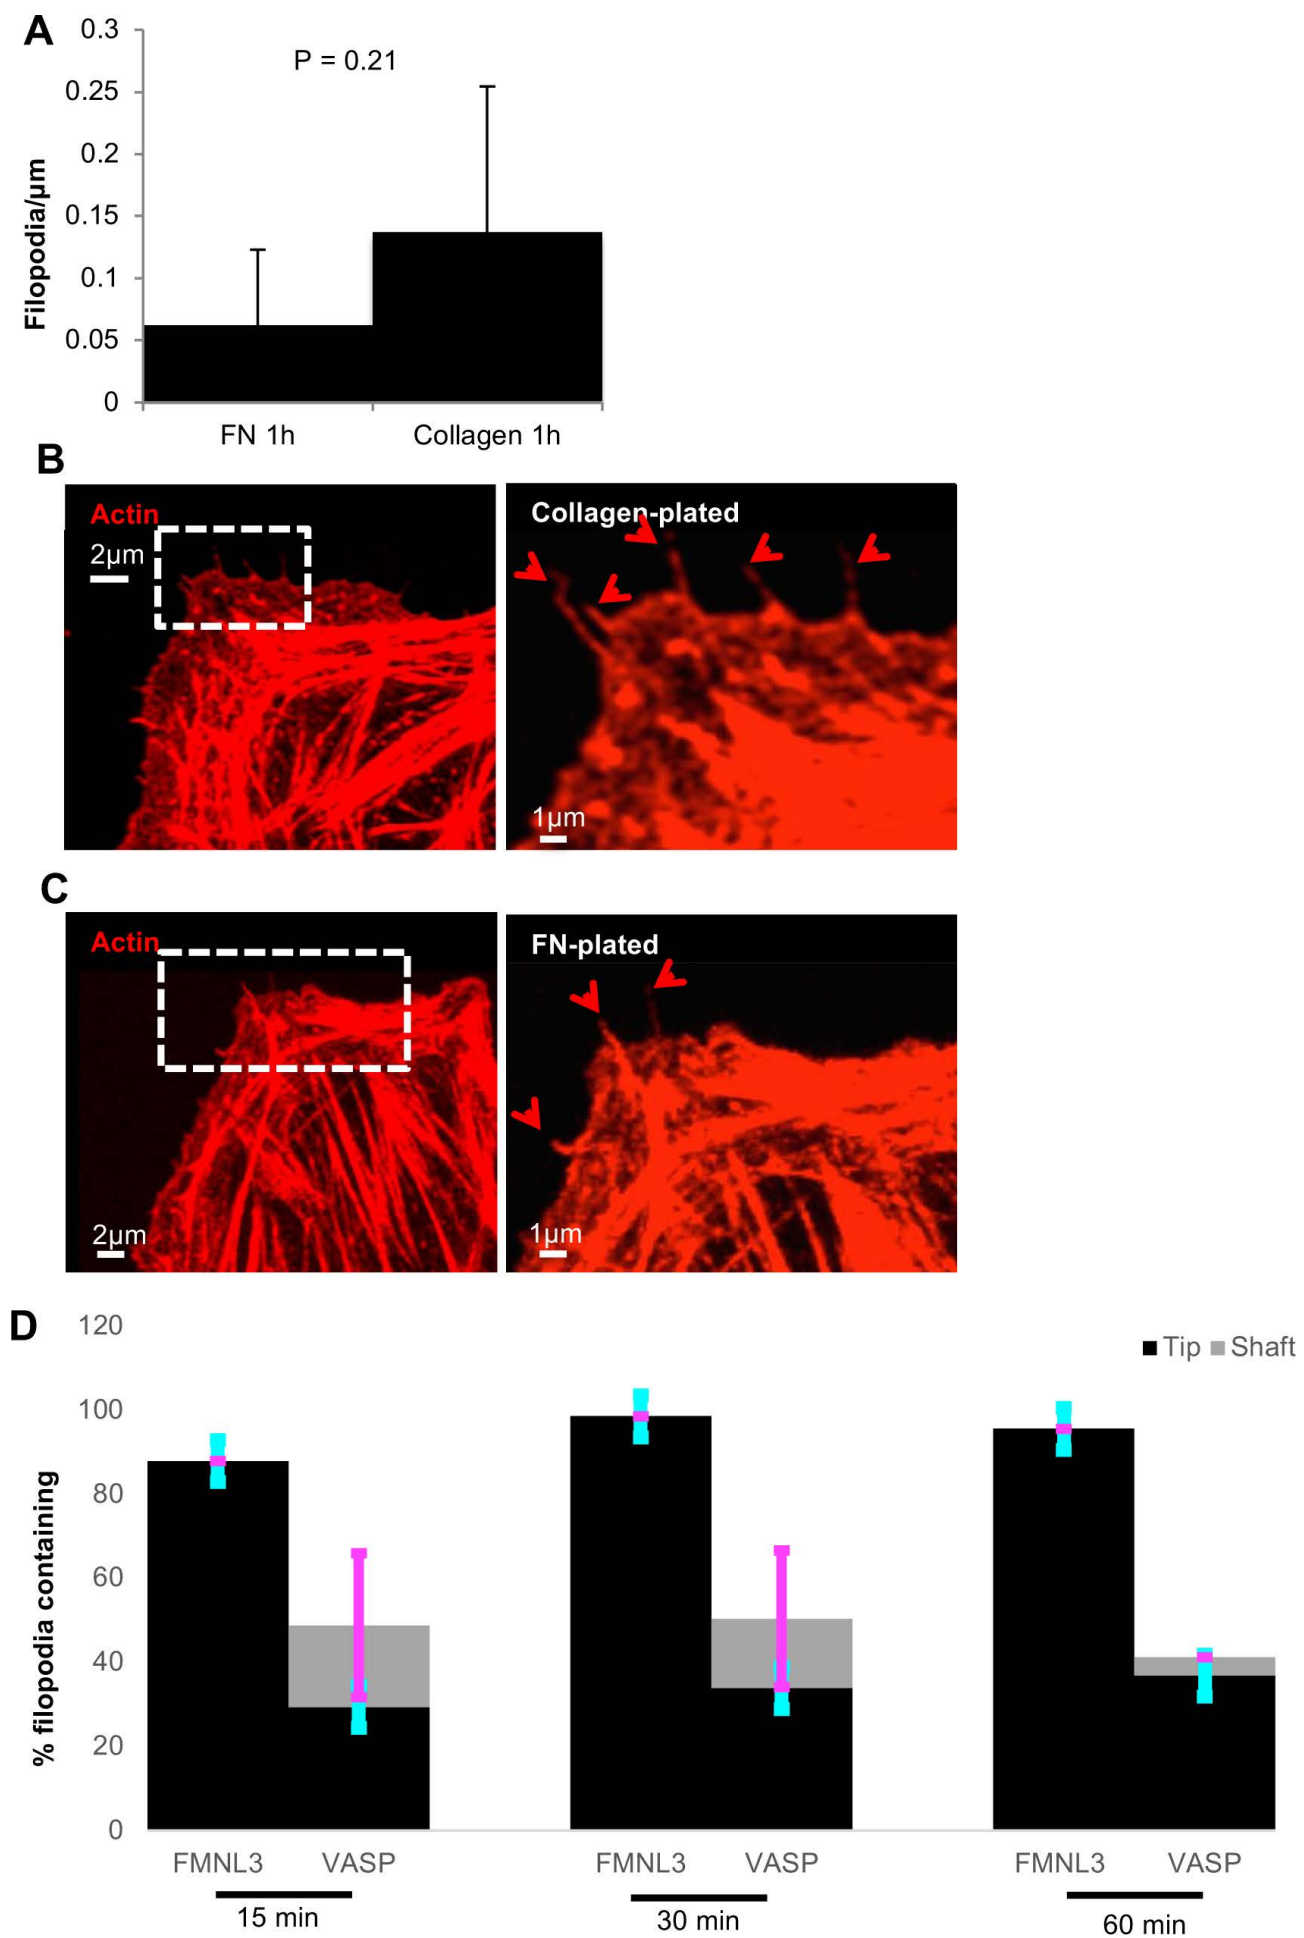 A
0.3
0.25
0.2
0.15
0.1
0.05
0
Filopodia/µm
P = 0.21
FN 1h
Collagen 1h
B
Actin
2µm
Collagen-plated
1µm
C
Actin
2µm
FN-plated
1µm
D
120
100
80
60
40
20
0
% filopodia containing
Tip Shaft
FMNL3 VASP FMNL3 VASP FMNL3 VASP
15 min 30 min 60 min